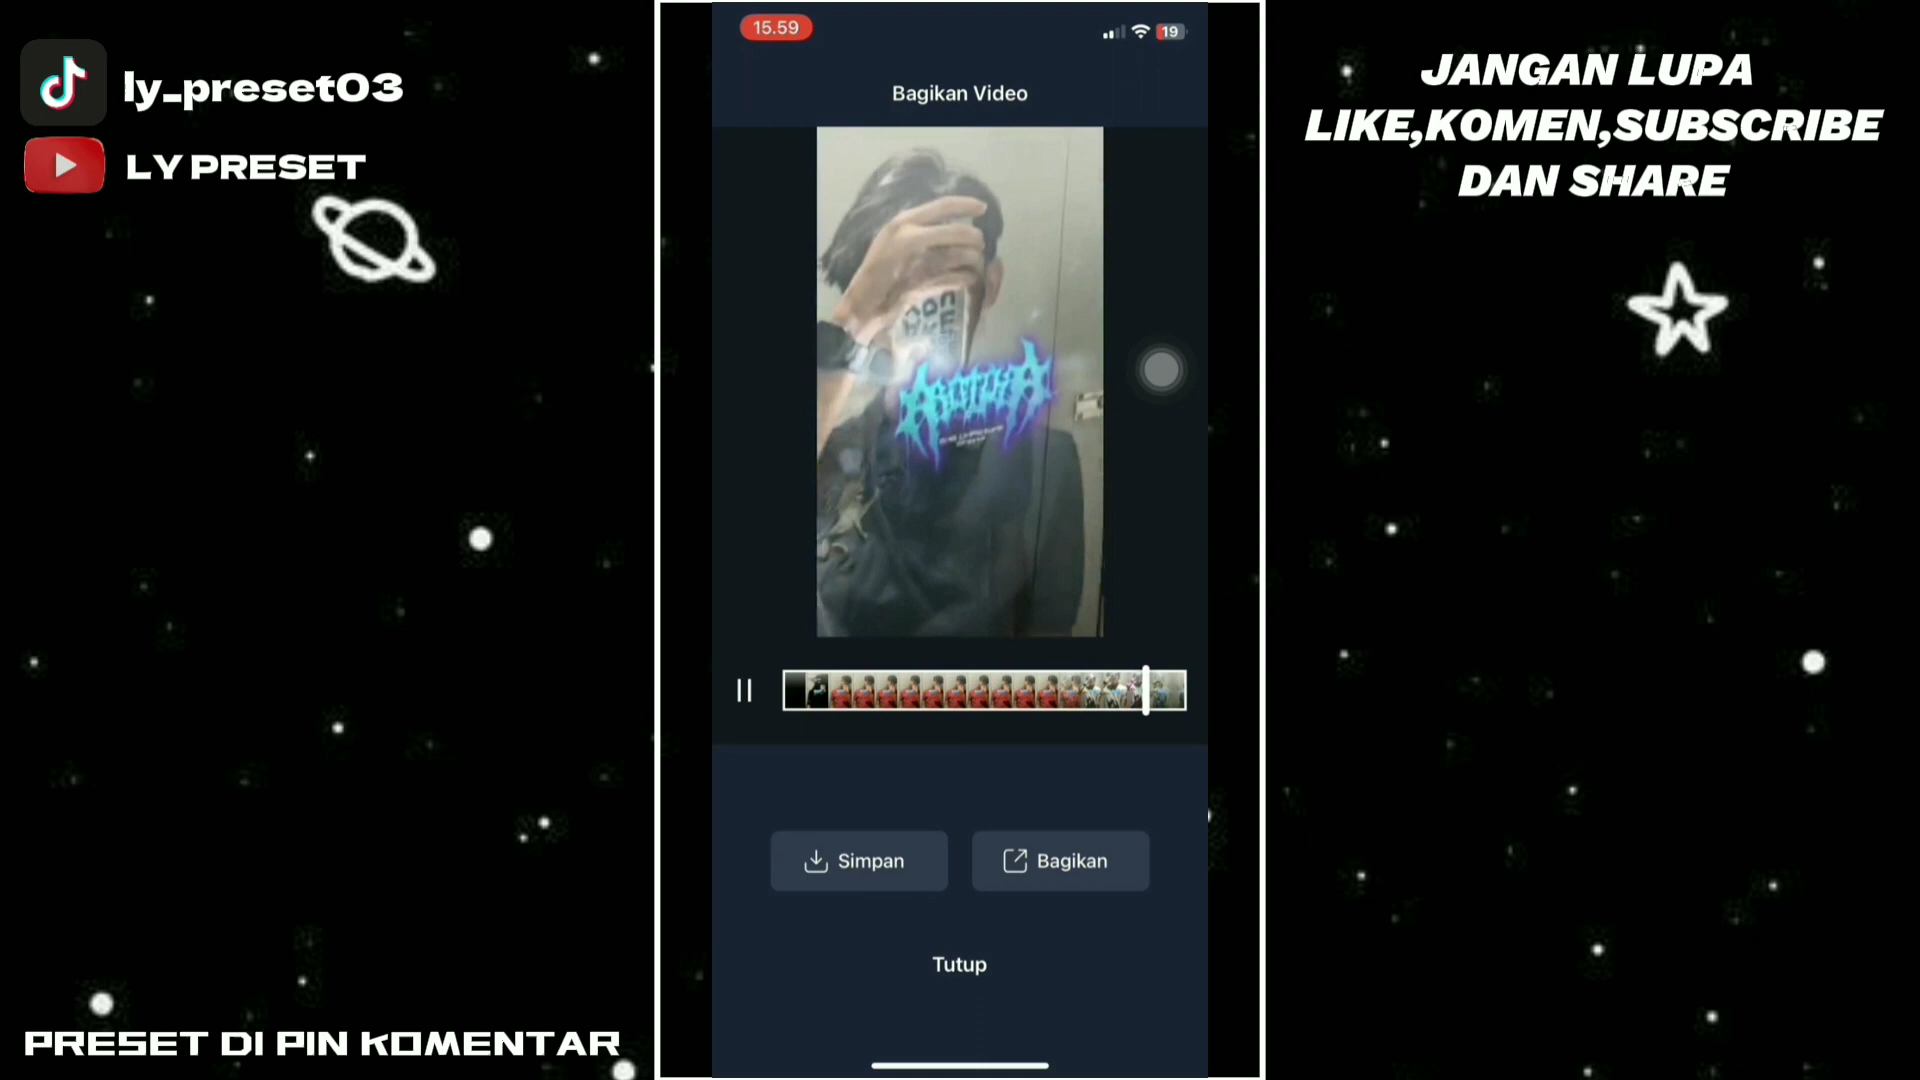 ly_preset03
LY PRESET
JANGAN LUPA
LIKE,KOMEN,SUBSCRIBE
DAN SHARE
15.59
19
Bagikan Video
Simpan
Bagikan
Tutup
PRESET DI PIN KOMENTAR